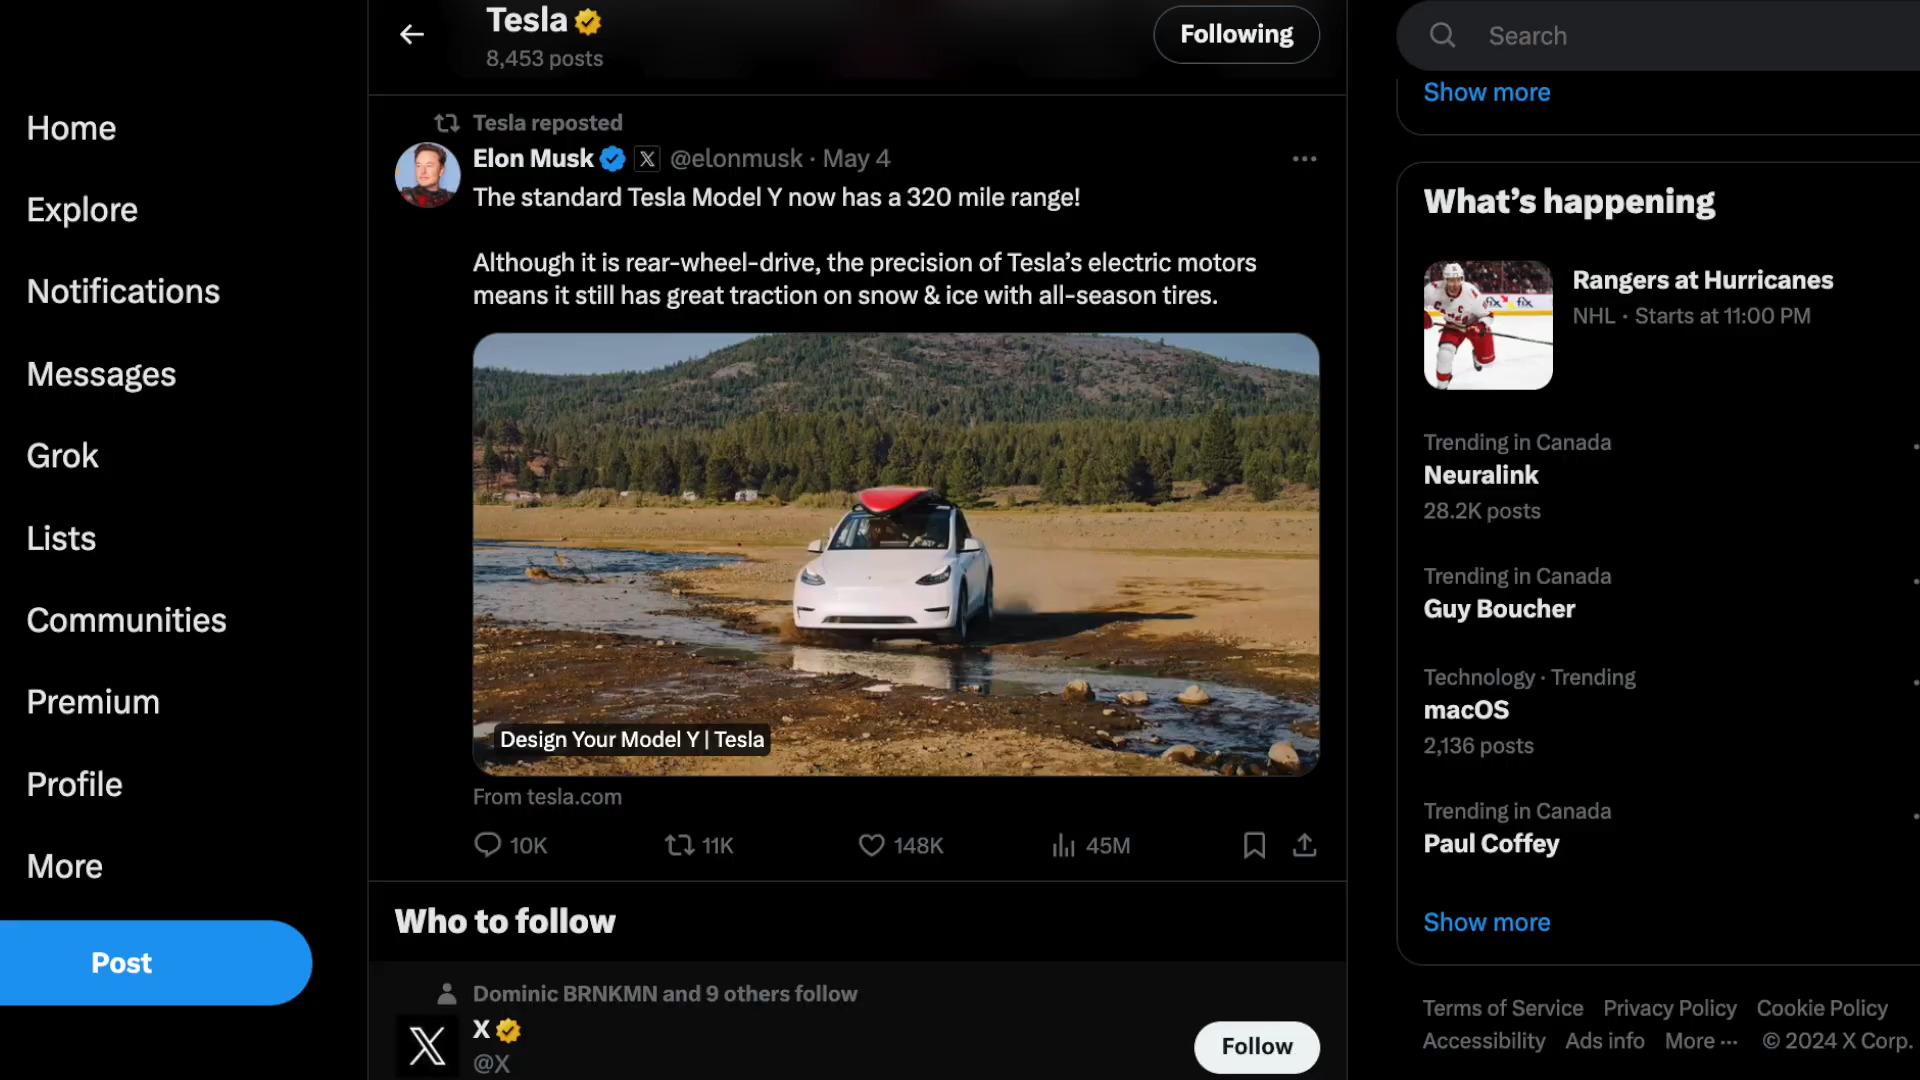 Tesla
8,453 posts
Following
Search
Show more
Home
Explore
Notifications
Messages
Grok
Lists
Communities
Premium
Profile
More
Post
Tesla reposted
Elon Musk X @elonmusk · May 4
The standard Tesla Model Y now has a 320 mile range!
Although it is rear-wheel-drive, the precision of Tesla’s electric motors
means it still has great traction on snow & ice with all-season tires.
Design Your Model Y | Tesla
From tesla.com
10K 11K 148K 45M
Who to follow
Dominic BRNKMN and 9 others follow
X
@X
Follow
What’s happening
fix fix
Rangers at Hurricanes
NHL · Starts at 11:00 PM
Trending in Canada
Neuralink
28.2K posts
Trending in Canada
Guy Boucher
Technology · Trending
macOS
2,136 posts
Trending in Canada
Paul Coffey
Show more
Terms of Service Privacy Policy Cookie Policy
Accessibility Ads info More ··· © 2024 X Corp.